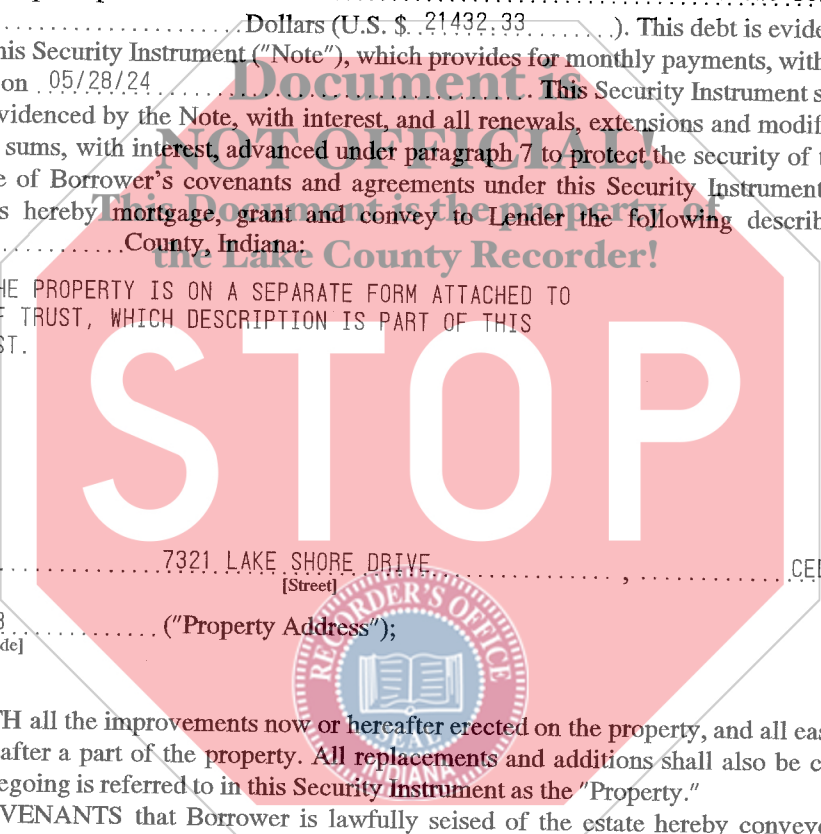 Dollars (U.S. $ 21432.33 ). This debt is evide
his Security Instrument ("Note"), which provides for monthly payments, with
on 05/28/24 This Security Instrument s
videnced by the Note, with interest, and all renewals, extensions and modif
sums, with interest, advanced under paragraph 7 to protect the security of t
e of Borrower's covenants and agreements under this Security Instrument
s hereby mortgage, grant and convey to Lender the following describ
County, Indiana:
Document is
NOT OFFICIAL!
This Document is the property of
the Lake County Recorder!
HE PROPERTY IS ON A SEPARATE FORM ATTACHED TO
F TRUST, WHICH DESCRIPTION IS PART OF THIS
ST.
STOP
7321 LAKE SHORE DRIVE , CED
[Street]
("Property Address");
de]
RECORDER'S OFFICE
SEAL
INDIANA
TH all the improvements now or hereafter erected on the property, and all eas
after a part of the property. All replacements and additions shall also be c
egoing is referred to in this Security Instrument as the "Property."
VENANTS that Borrower is lawfully seised of the estate hereby conveye